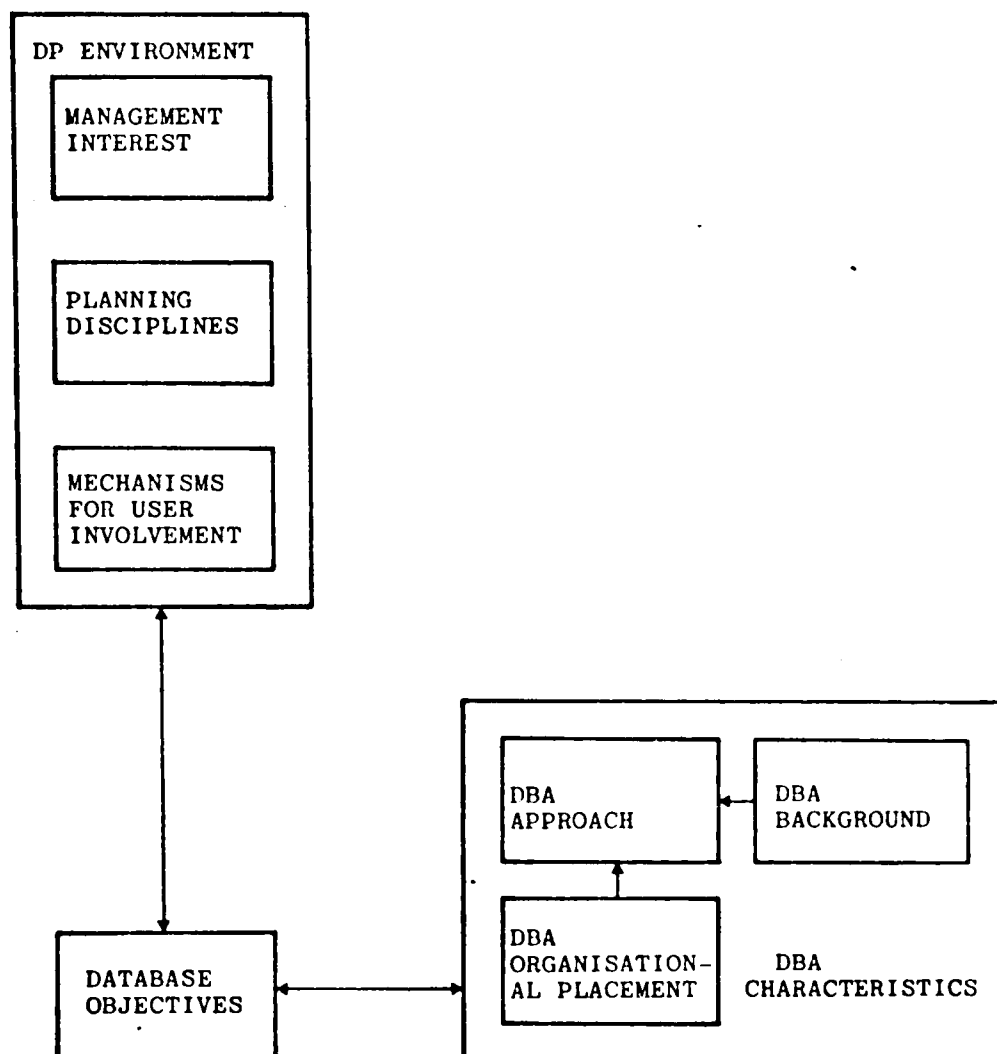 DP ENVIRONMENT
MANAGEMENT
INTEREST
PLANNING
DISCIPLINES
MECHANISMS
FOR USER
INVOLVEMENT
DBA
APPROACH
DBA
BACKGROUND
DBA
ORGANISATION-
AL PLACEMENT
DBA
CHARACTERISTICS
DATABASE
OBJECTIVES